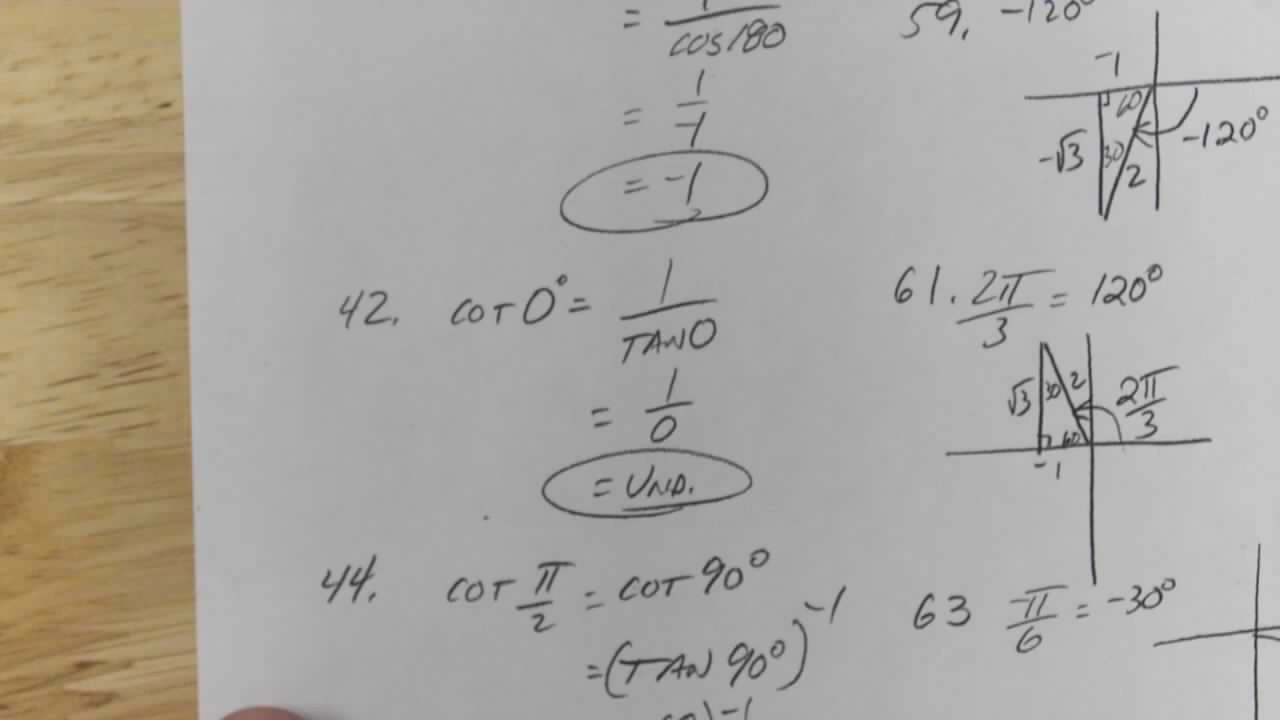 = 1/cos 180
= 1/-1
= -1
42. cot 0° = 1/TAN 0
= 1/0
= UND.
44. cot π/2 = cot 90°
= (TAN 90°)^-1
59. -120°
-1
60
-√3 30 2 -120°
61. 2π/3 = 120°
√3 30 2 2π/3
60
-1
63 -π/6 = -30°